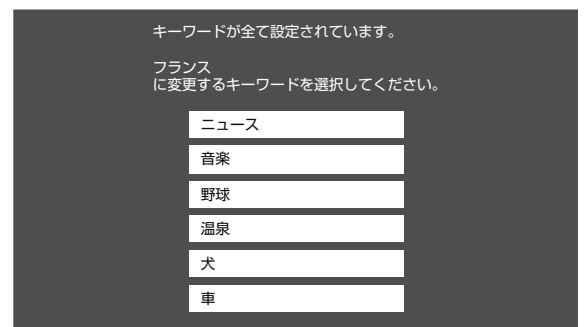 キーワードが全て設定されています。
フランス
に変更するキーワードを選択してください。
ニュース
音楽
野球
温泉
犬
車